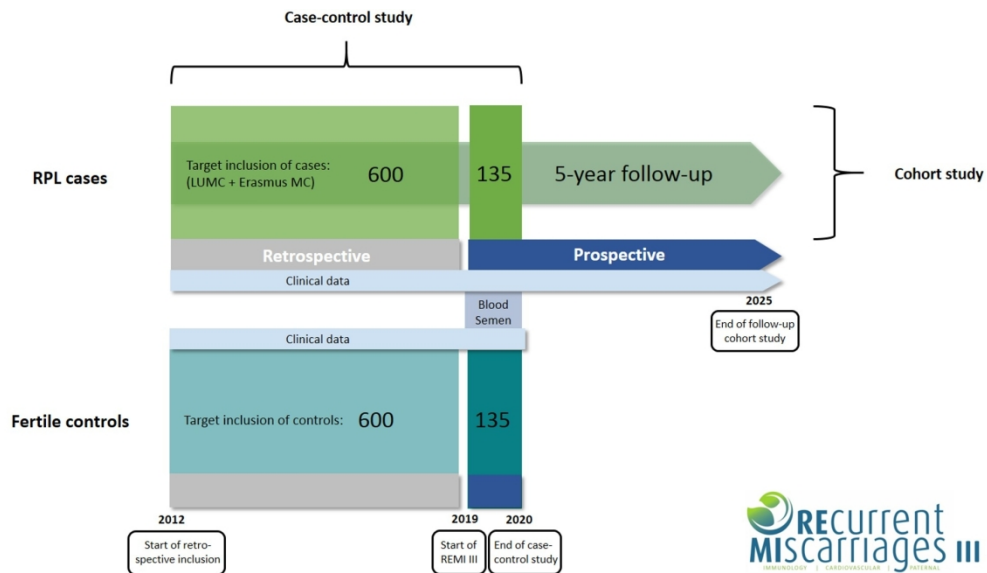 Case-control study
RPL cases
Target inclusion of cases:
(LUMC + Erasmus MC)
600
135
5-year follow-up
Cohort study
Retrospective
Prospective
Clinical data
2025
End of follow-up
cohort study
Blood
Semen
Clinical data
Fertile controls
Target inclusion of controls:
600
135
2012
Start of retro-
spective inclusion
2019
Start of
REMI III
2020
End of case-
control study
REcurrent
MIscarriages III
IMMUNOLOGY | CARDIOVASCULAR | PATERNAL